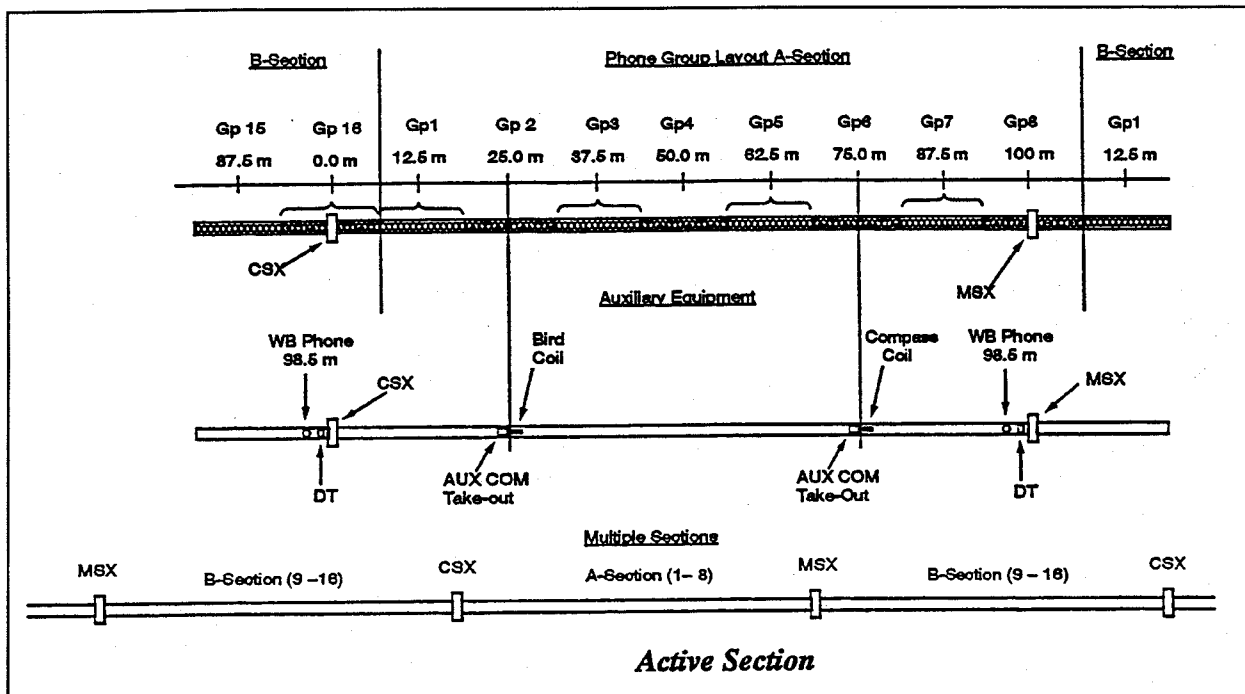 B-Section Phone Group Layout A-Section B-Section
Gp 15 Gp 16 Gp1 Gp 2 Gp3 Gp4 Gp5 Gp6 Gp7 Gp8 Gp1
87.5 m 0.0 m 12.5 m 25.0 m 37.5 m 50.0 m 62.5 m 75.0 m 87.5 m 100 m 12.5 m
CSX MSX
Auxiliary Equipment
WB Phone
98.5 m
CSX
Bird
Coil
Compass
Coil
WB Phone
98.5 m
MSX
DT
AUX COM
Take-out
AUX COM
Take-Out
DT
Multiple Sections
MSX B-Section (9 –16) CSX A-Section (1– 8) MSX B-Section (9 – 16) CSX
Active Section